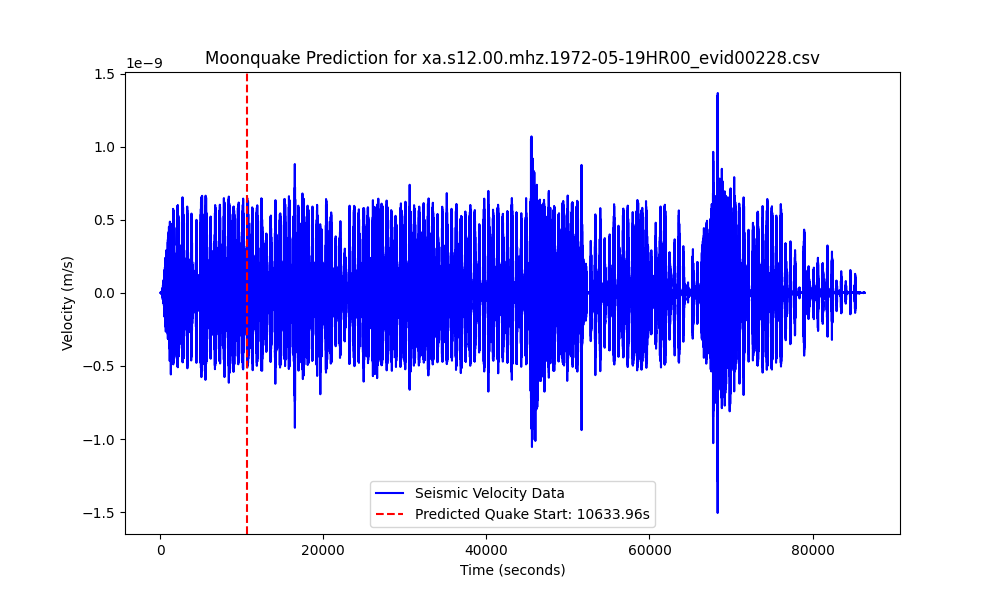 Moonquake Prediction for xa.s12.00.mhz.1972-05-19HR00_evid00228.csv
1e−9
1.5
1.0
0.5
0.0
−0.5
−1.0
−1.5
Velocity (m/s)
Seismic Velocity Data
Predicted Quake Start: 10633.96s
0 20000 40000 60000 80000
Time (seconds)